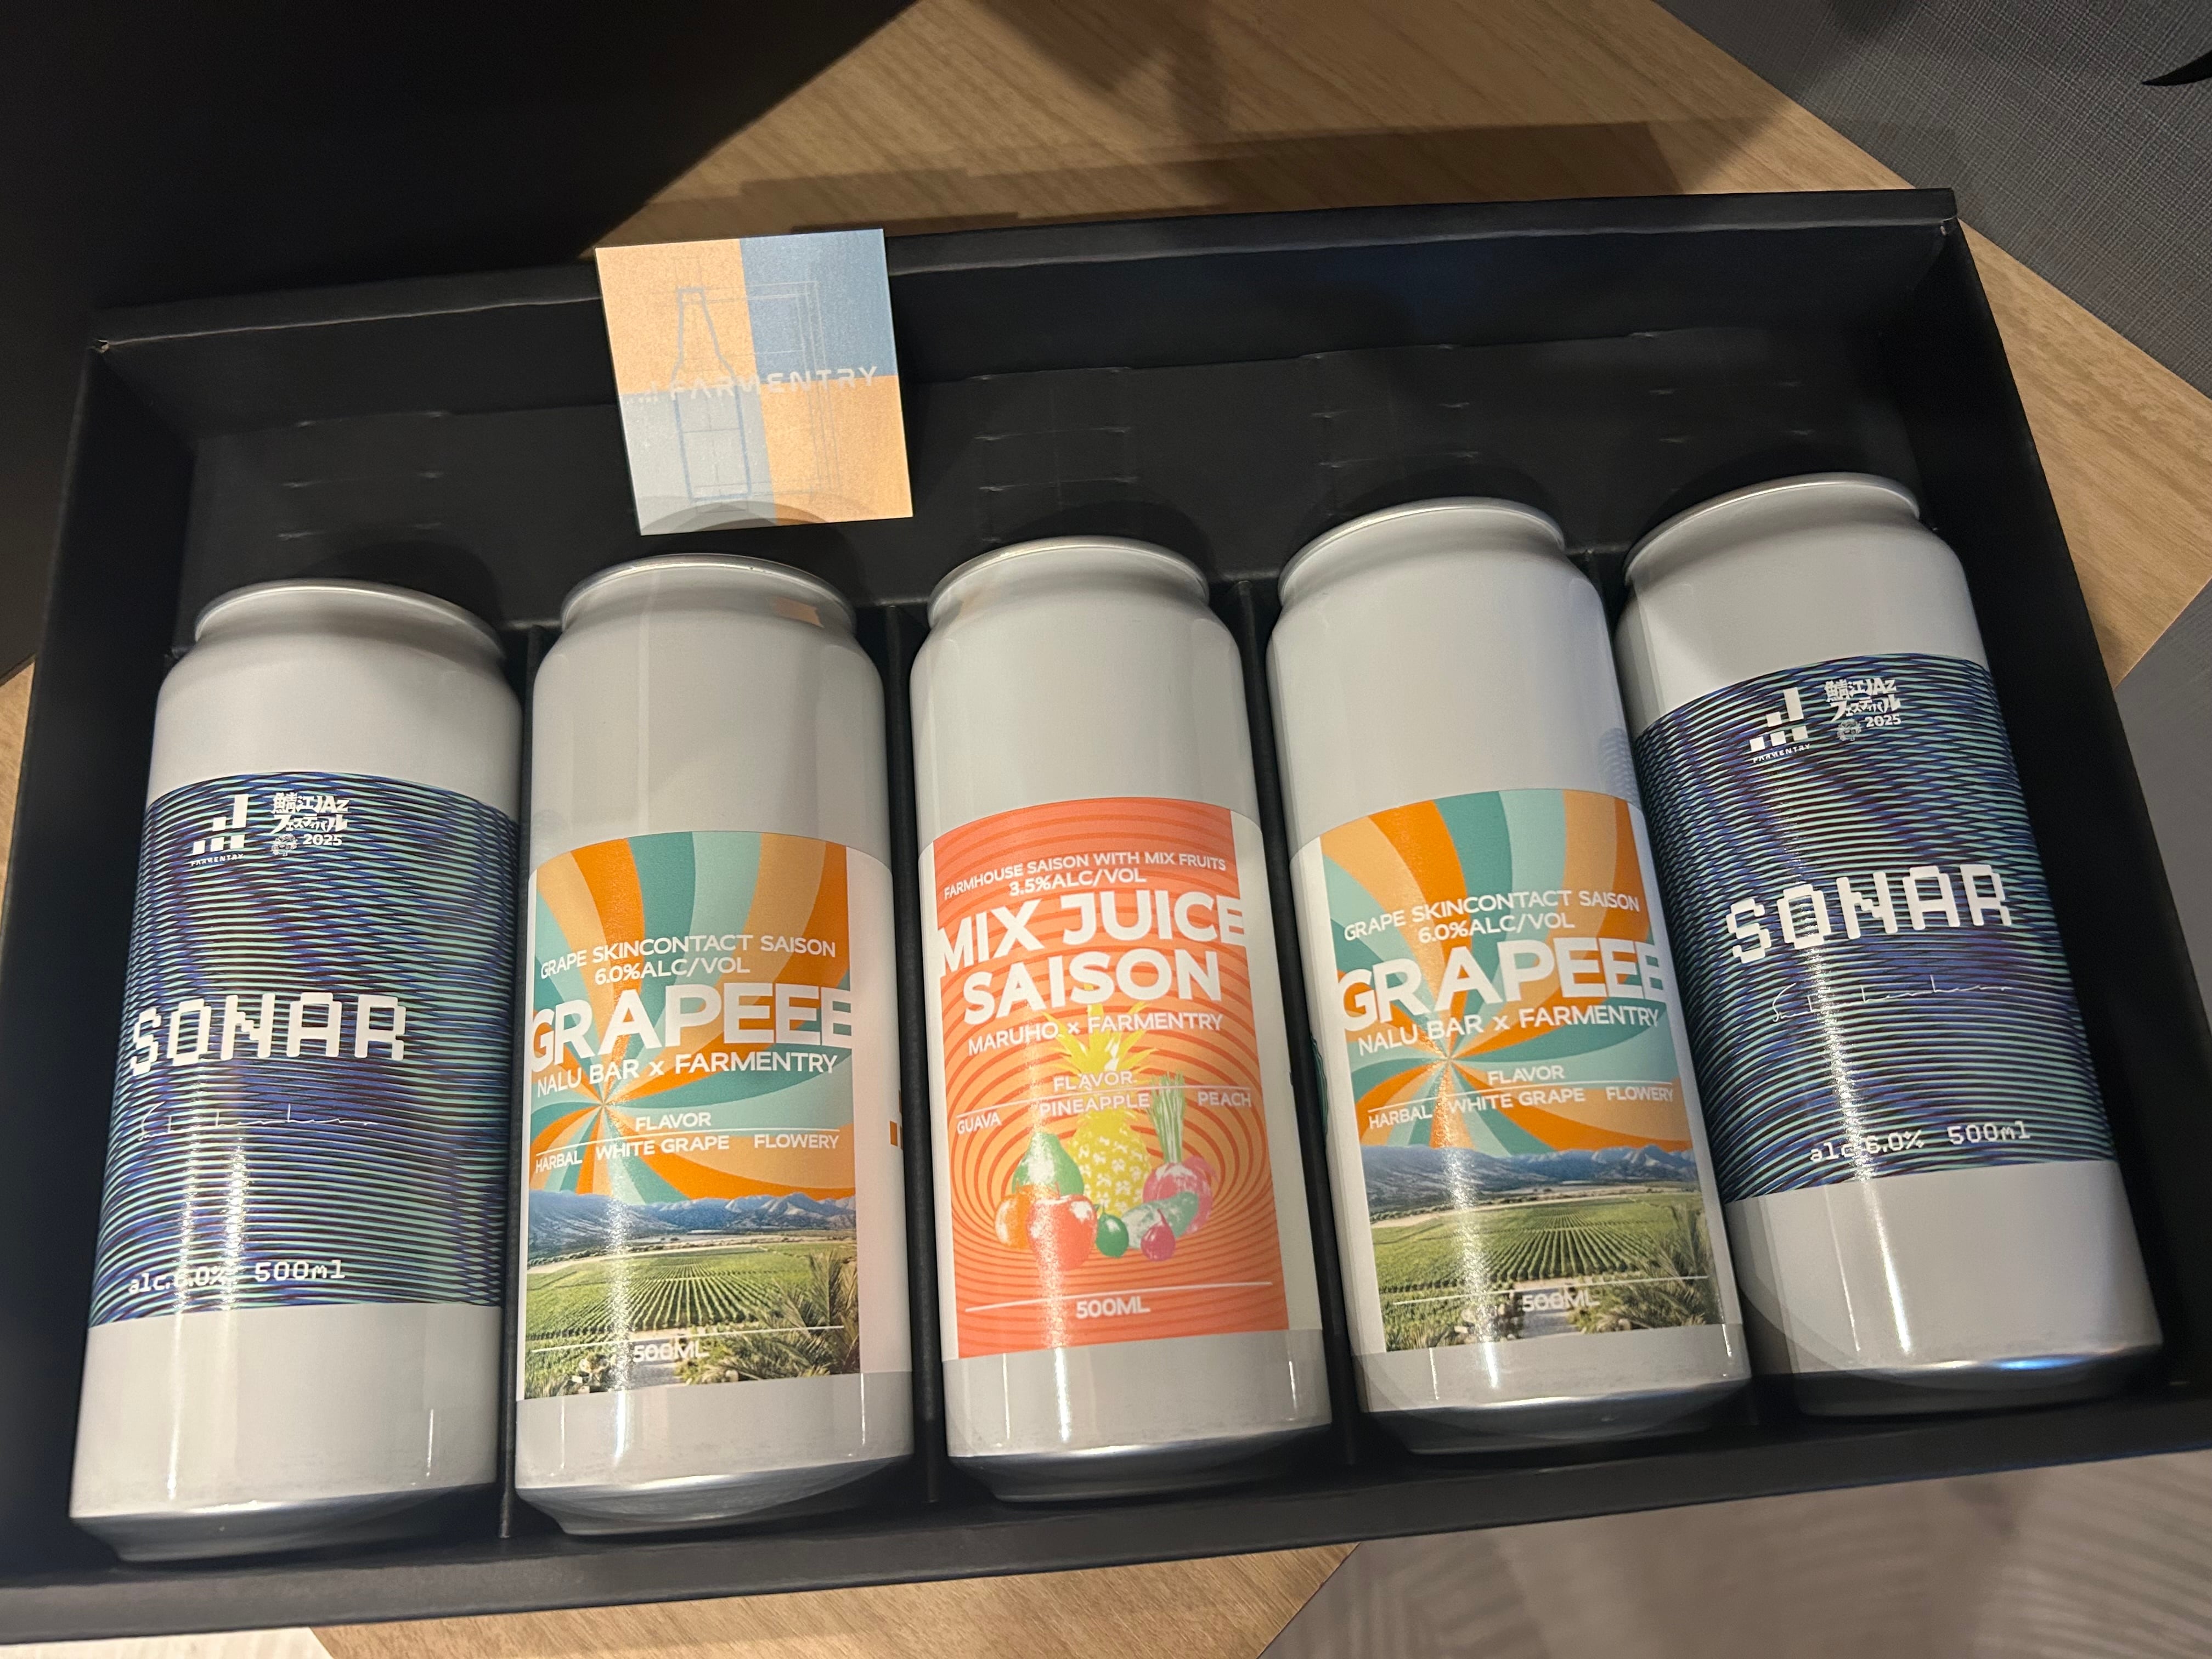 FARMENTRY
FARMENTRY
鯖江JAZ
フェスティバル
2025
SONAR
alc.6.0% 500ml
GRAPE SKINCONTACT SAISON
6.0%ALC/VOL
GRAPEEE
NALU BAR x FARMENTRY
FLAVOR
HARBAL WHITE GRAPE FLOWERY
500ML
FARMHOUSE SAISON WITH MIX FRUITS
3.5%ALC/VOL
MIX JUICE
SAISON
MARUHO x FARMENTRY
FLAVOR
GUAVA PINEAPPLE PEACH
500ML
GRAPE SKINCONTACT SAISON
6.0%ALC/VOL
GRAPEEE
NALU BAR x FARMENTRY
FLAVOR
HARBAL WHITE GRAPE FLOWERY
500ML
FARMENTRY
鯖江JAZ
フェスティバル
2025
SONAR
alc.6.0% 500ml